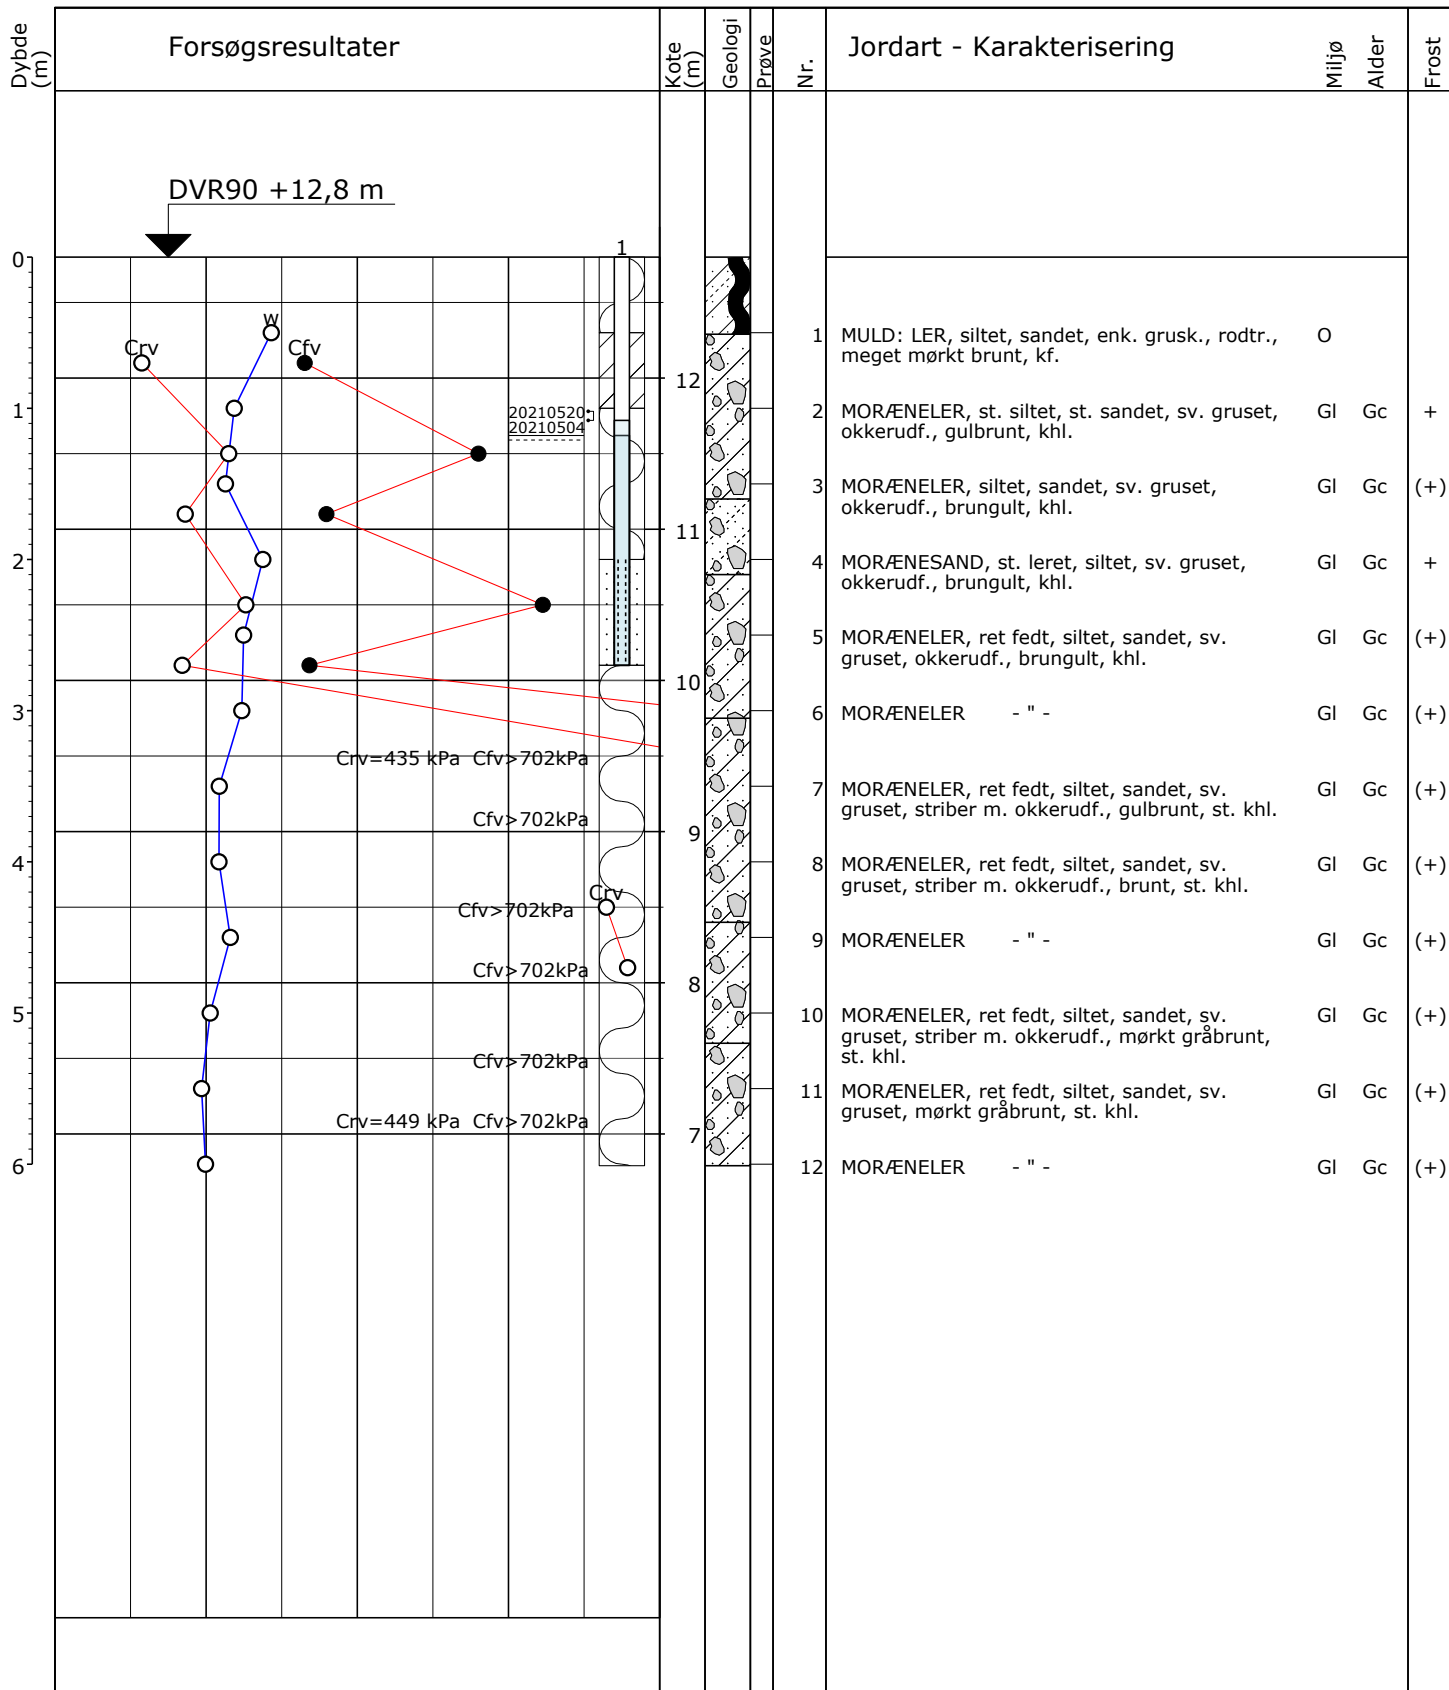 Dybde
(m)
Forsøgsresultater
Kote
(m)
Geologi
Prøve
Nr.
Jordart - Karakterisering
Miljø
Alder
Frost
DVR90 +12,8 m
0
1
w
Crv
Cfv
1
MULD: LER, siltet, sandet, enk. grusk., rodtr.,
meget mørkt brunt, kf.
O
12
1
20210520
20210504
2
MORÆNELER, st. siltet, st. sandet, sv. gruset,
okkerudf., gulbrunt, khl.
Gl Gc +
3
MORÆNELER, siltet, sandet, sv. gruset,
okkerudf., brungult, khl.
Gl Gc (+)
11
2
4
MORÆNESAND, st. leret, siltet, sv. gruset,
okkerudf., brungult, khl.
Gl Gc +
5
MORÆNELER, ret fedt, siltet, sandet, sv.
gruset, okkerudf., brungult, khl.
Gl Gc (+)
10
3
6
MORÆNELER - " -
Gl Gc (+)
Crv=435 kPa Cfv>702kPa
7
MORÆNELER, ret fedt, siltet, sandet, sv.
gruset, striber m. okkerudf., gulbrunt, st. khl.
Gl Gc (+)
Cfv>702kPa
9
4
8
MORÆNELER, ret fedt, siltet, sandet, sv.
gruset, striber m. okkerudf., brunt, st. khl.
Gl Gc (+)
Crv
Cfv>702kPa
9
MORÆNELER - " -
Gl Gc (+)
Cfv>702kPa
8
5
10
MORÆNELER, ret fedt, siltet, sandet, sv.
gruset, striber m. okkerudf., mørkt gråbrunt,
st. khl.
Gl Gc (+)
Cfv>702kPa
11
MORÆNELER, ret fedt, siltet, sandet, sv.
gruset, mørkt gråbrunt, st. khl.
Gl Gc (+)
Crv=449 kPa Cfv>702kPa
7
6
12
MORÆNELER - " -
Gl Gc (+)